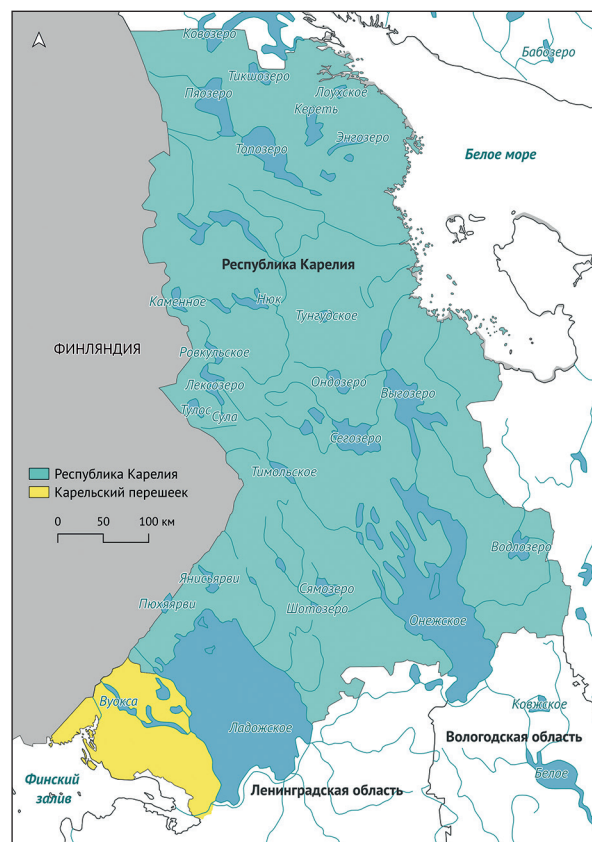 Ковозеро
Бабозеро
Тикшозеро
Пяозеро
Лоухское
Кереть
Энгозеро
Топозеро
Белое море
Республика Карелия
Каменное
Нюк
Тунгудское
ФИНЛЯНДИЯ
Ровкульское
Лексозеро
Ондозеро
Выгозеро
Тулос
Сула
Сегозеро
Тимольское
Республика Карелия
Карельский перешеек
0 50 100 км
Водлозеро
Янисьярви
Сямозеро
Пюхяярви
Шотозеро
Онежское
Вуокса
Ковжское
Ладожское
Вологодская область
Белое
Финский
залив
Ленинградская область